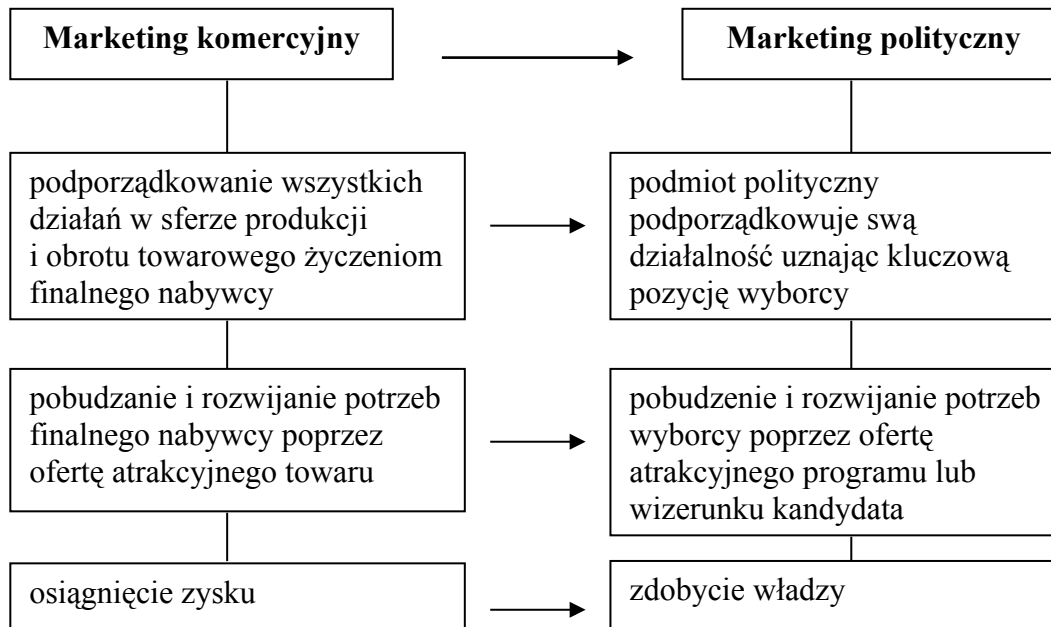 Marketing komercyjny
Marketing polityczny
podporządkowanie wszystkich
działań w sferze produkcji
i obrotu towarowego życzeniom
finalnego nabywcy
podmiot polityczny
podporządkowuje swą
działalność uznając kluczową
pozycję wyborcy
pobudzanie i rozwijanie potrzeb
finalnego nabywcy poprzez
ofertę atrakcyjnego towaru
pobudzenie i rozwijanie potrzeb
wyborcy poprzez ofertę
atrakcyjnego programu lub
wizerunku kandydata
osiągnięcie zysku
zdobycie władzy